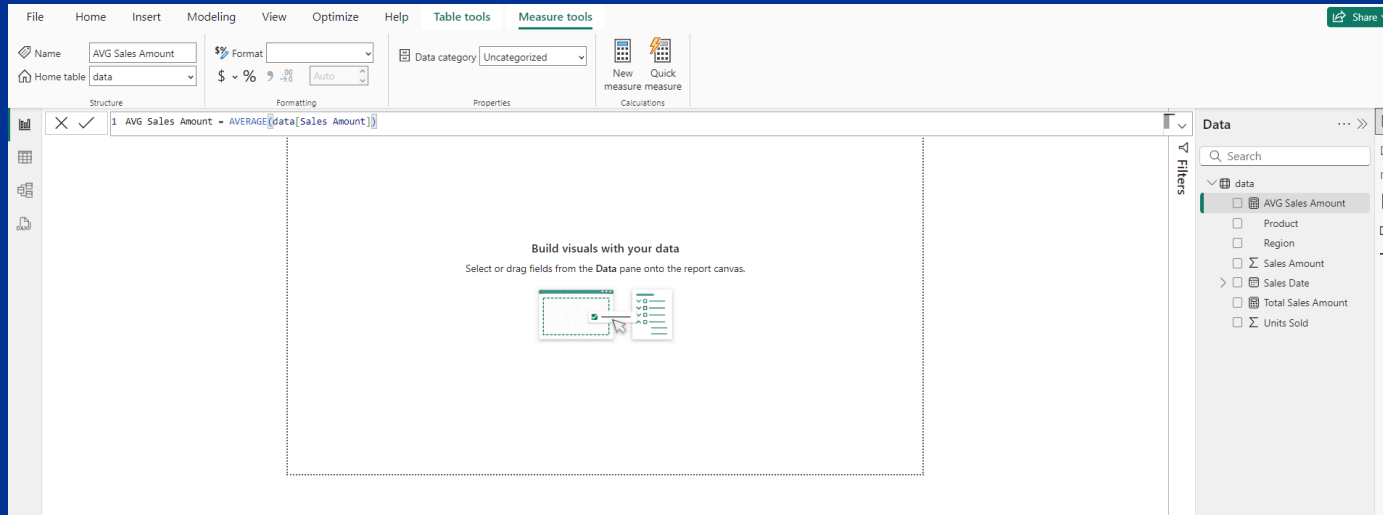 File Home Insert Modeling View Optimize Help Table tools Measure tools Share
Name AVG Sales Amount $% Format Data category Uncategorized New measure Quick measure
Home table data $ % Auto
Structure Formatting Properties Calculations
1 AVG Sales Amount = AVERAGE(data[Sales Amount])
Data
Filters
Search
data
AVG Sales Amount
Product
Region
Sales Amount
Sales Date
Total Sales Amount
Units Sold
Build visuals with your data
Select or drag fields from the Data pane onto the report canvas.